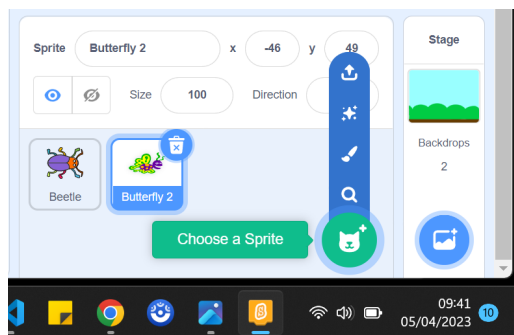 Sprite Butterfly 2 x -46 y 49
Stage
Size 100 Direction
Backdrops
2
Beetle
Butterfly 2
Choose a Sprite
09:41
05/04/2023
10